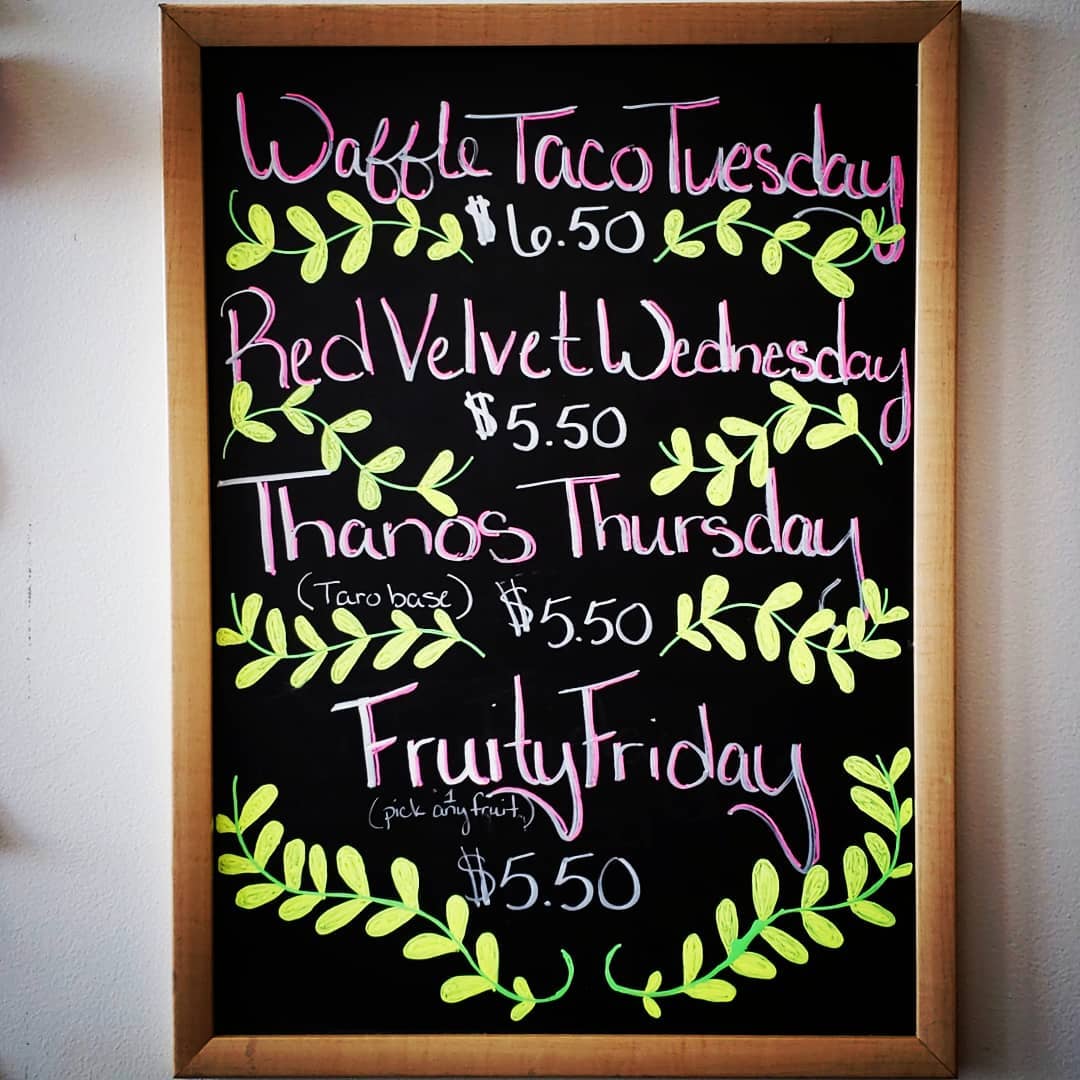 Waffle Taco Tuesday
$6.50
Red Velvet Wednesday
$5.50
Thanos Thursday
(Taro base) $5.50
Fruity Friday
(pick any 1 fruit)
$5.50